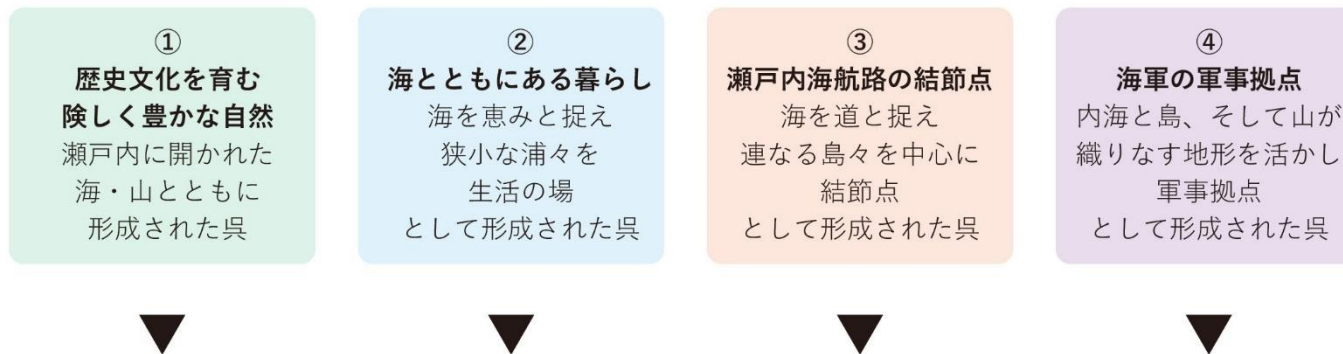 ①
歴史文化を育む
険しく豊かな自然
瀬戸内に開かれた
海・山とともに
形成された呉
②
海とともにある暮らし
海を恵みと捉え
狭小な浦々を
生活の場
として形成された呉
③
瀬戸内海航路の結節点
海を道と捉え
連なる島々を中心に
結節点
として形成された呉
④
海軍の軍事拠点
内海と島、そして山が
織りなす地形を活かし
軍事拠点
として形成された呉